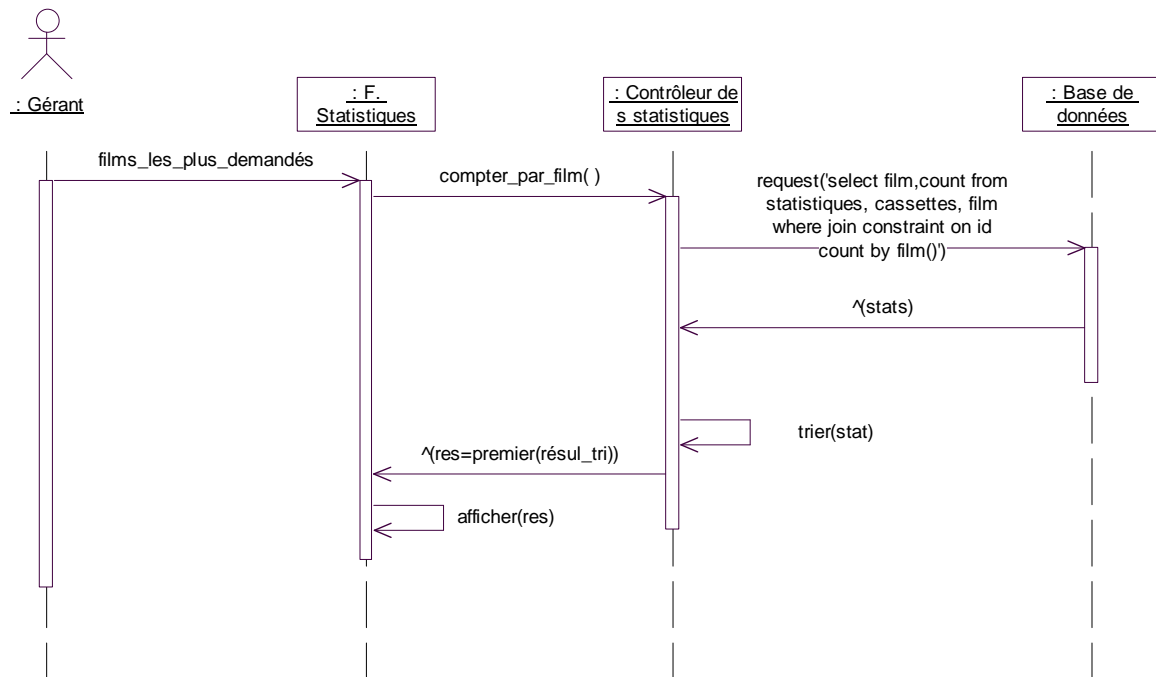 : Gérant
: F.
Statistiques
: Contrôleur de
s statistiques
: Base de
données
films_les_plus_demandés
compter_par_film( )
request('select film,count from
statistiques, cassettes, film
where join constraint on id
count by film()')
^(stats)
trier(stat)
^(res=premier(résul_tri))
afficher(res)